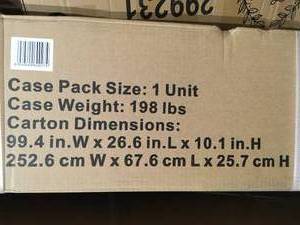 299231
Case Pack Size: 1 Unit
Case Weight: 198 lbs
Carton Dimensions:
99.4 in.W x 26.6 in.L x 10.1 in.H
252.6 cm W x 67.6 cm L x 25.7 cm H